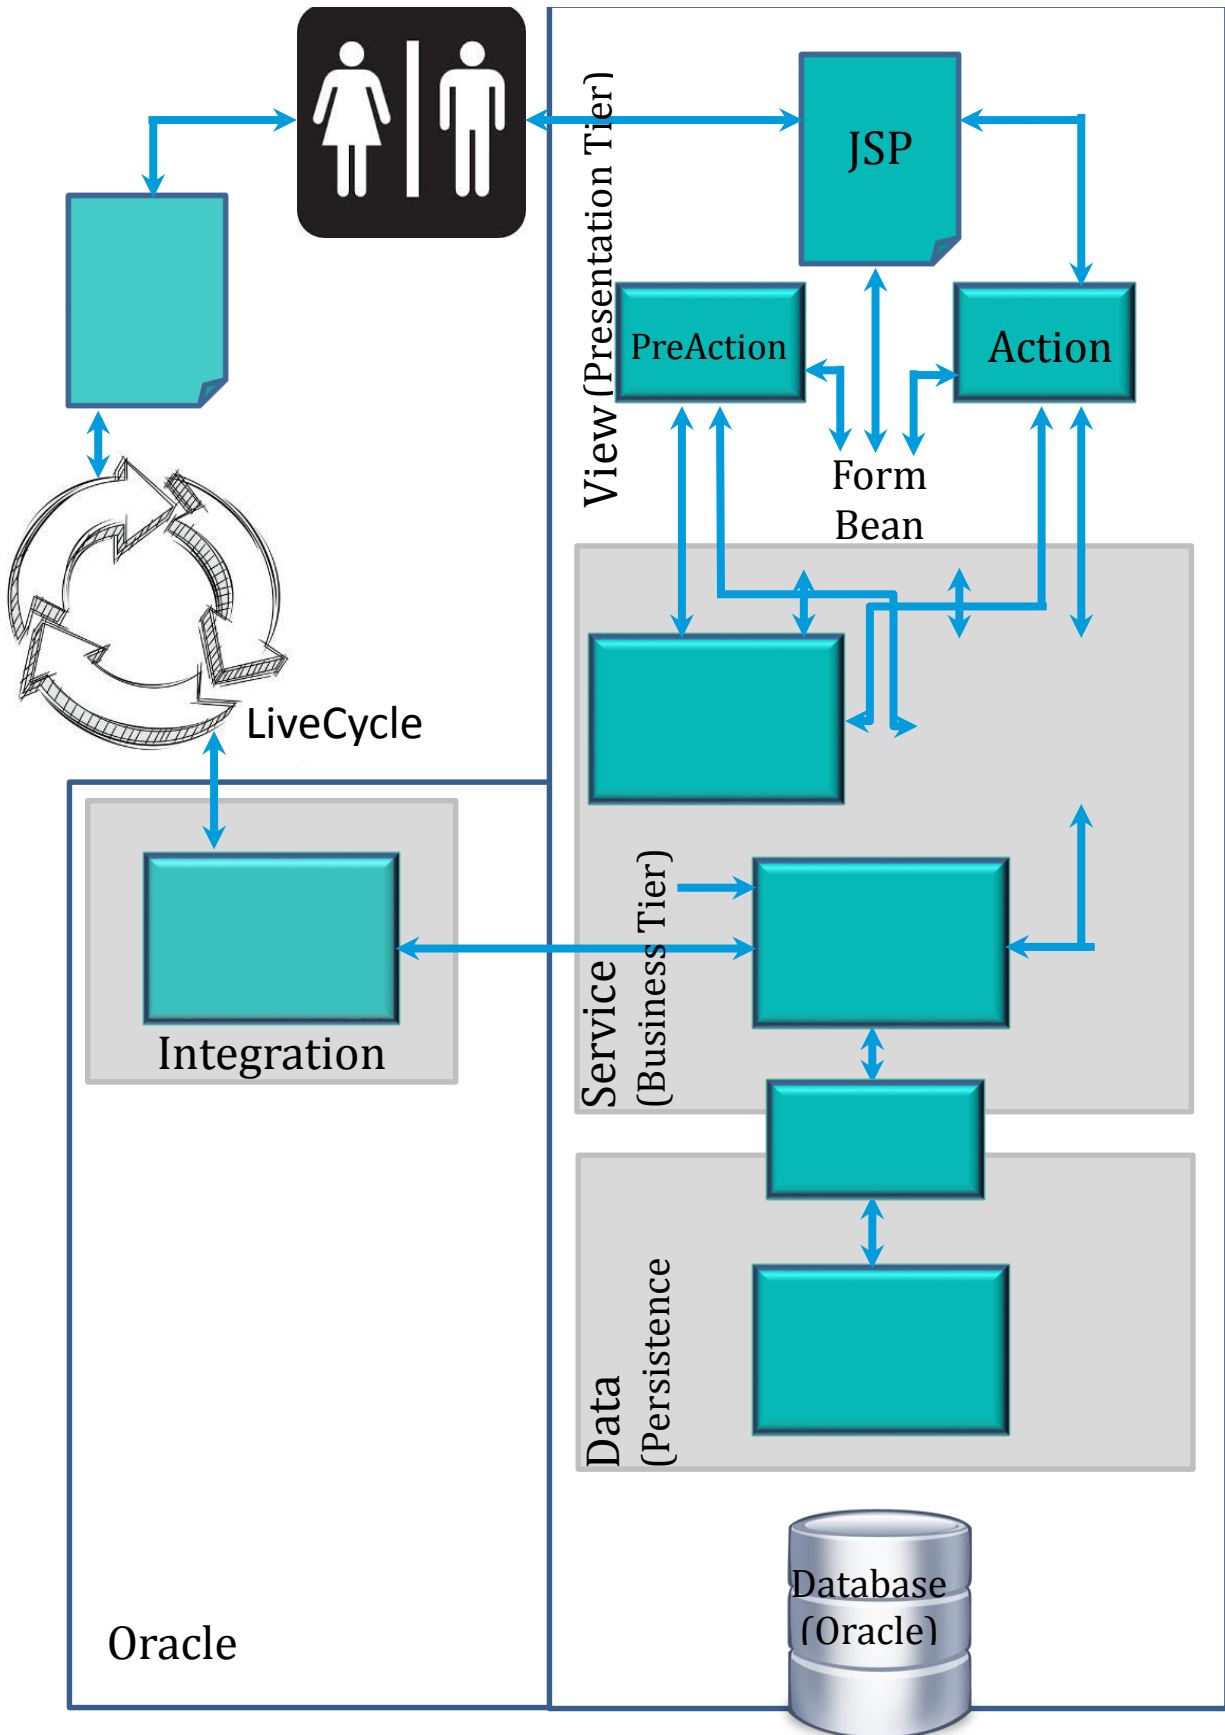 View (Presentation Tier)
JSP
PreAction
Action
Form
Bean
LiveCycle
Integration
Service
(Business Tier)
Data
(Persistence
Database
(Oracle)
Oracle